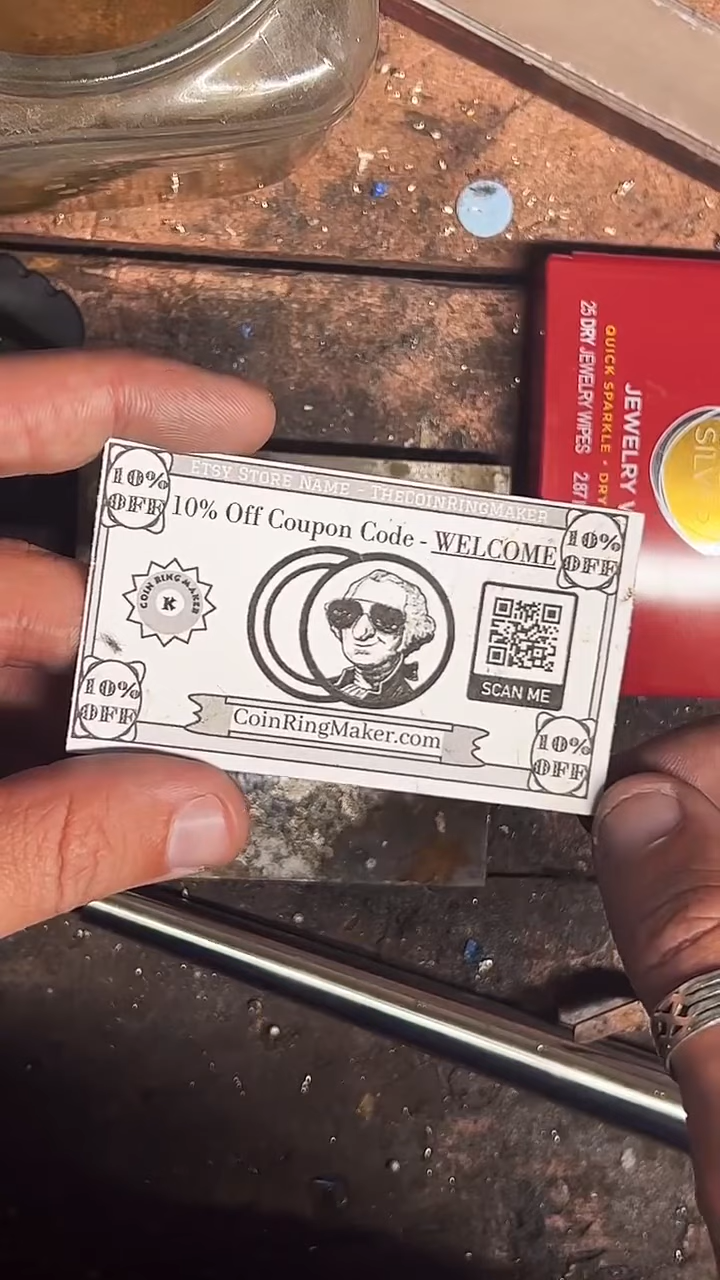 10%
OFF
ETSY STORE NAME - THECOINRINGMAKER
10% Off Coupon Code - WELCOME
10%
OFF
COIN RING MAKER
K
SCAN ME
10%
OFF
CoinRingMaker.com
10%
OFF
JEWELRY
QUICK SPARKLE • DRY
25 DRY JEWELRY WIPES
SILV